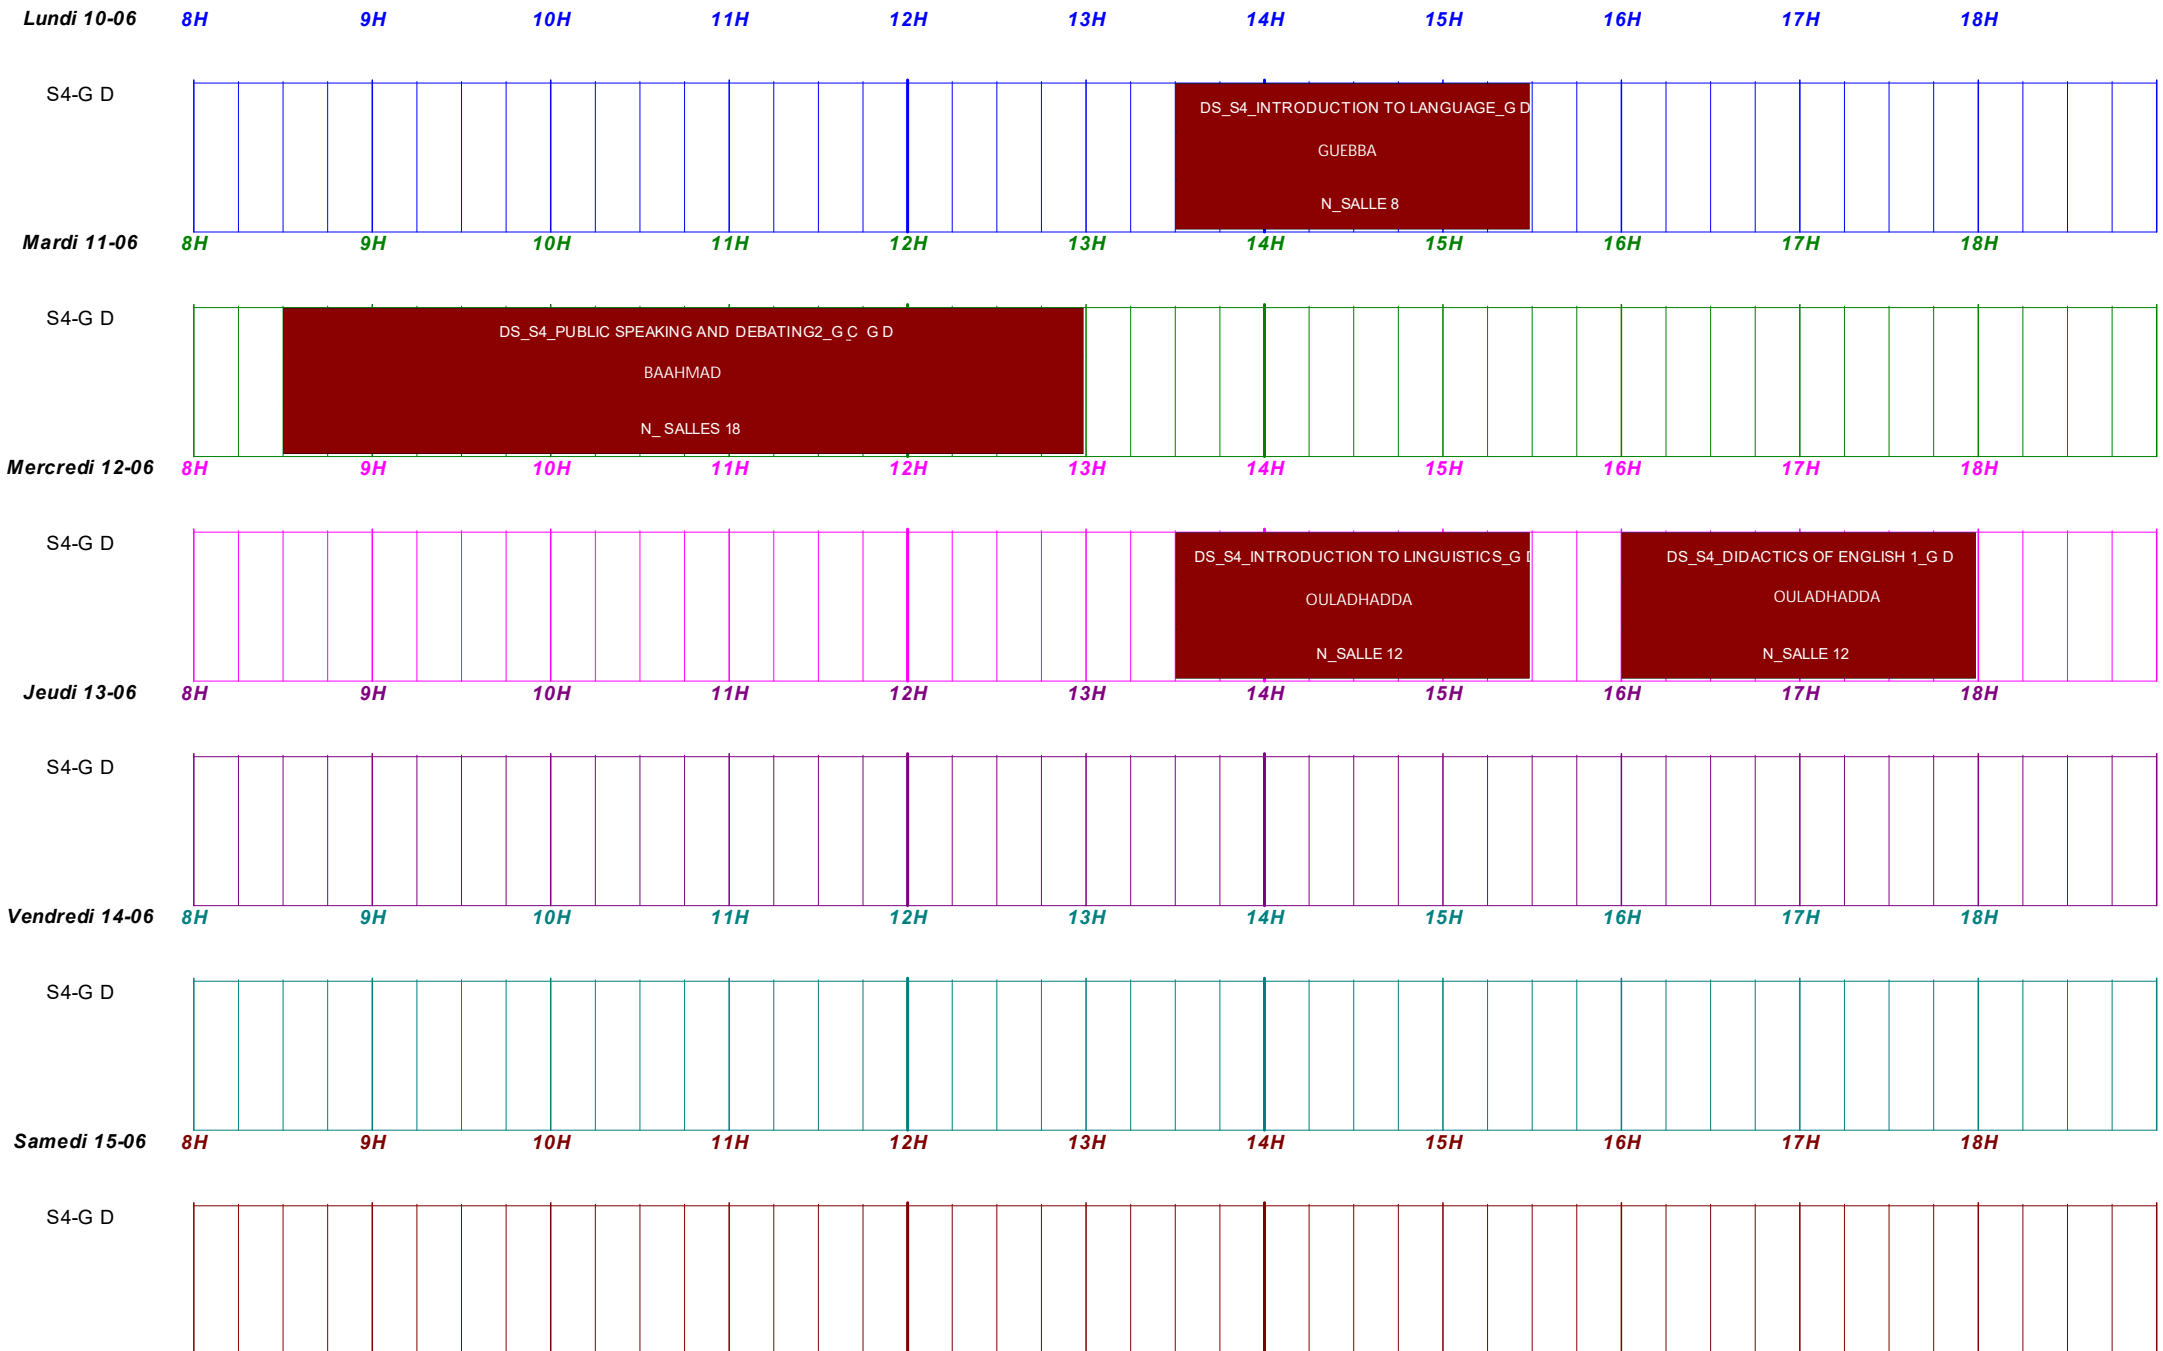 Lundi 10-06 8H 9H 10H 11H 12H 13H 14H 15H 16H 17H 18H
S4-G D
DS_S4_INTRODUCTION TO LANGUAGE_G D
GUEBBA
N_SALLE 8
Mardi 11-06 8H 9H 10H 11H 12H 13H 14H 15H 16H 17H 18H
S4-G D
DS_S4_PUBLIC SPEAKING AND DEBATING2_G C G D
BAAHMAD
N_ SALLES 18
Mercredi 12-06 8H 9H 10H 11H 12H 13H 14H 15H 16H 17H 18H
S4-G D
DS_S4_INTRODUCTION TO LINGUISTICS_G D
OULADHADDA
N_SALLE 12
DS_S4_DIDACTICS OF ENGLISH 1_G D
OULADHADDA
N_SALLE 12
Jeudi 13-06 8H 9H 10H 11H 12H 13H 14H 15H 16H 17H 18H
S4-G D
Vendredi 14-06 8H 9H 10H 11H 12H 13H 14H 15H 16H 17H 18H
S4-G D
Samedi 15-06 8H 9H 10H 11H 12H 13H 14H 15H 16H 17H 18H
S4-G D